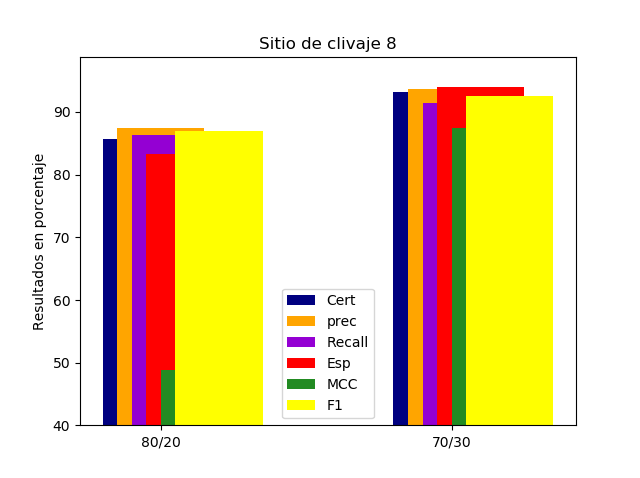 Sitio de clivaje 8
Resultados en porcentaje
90
80
70
60
50
40
Cert
prec
Recall
Esp
MCC
F1
80/20
70/30